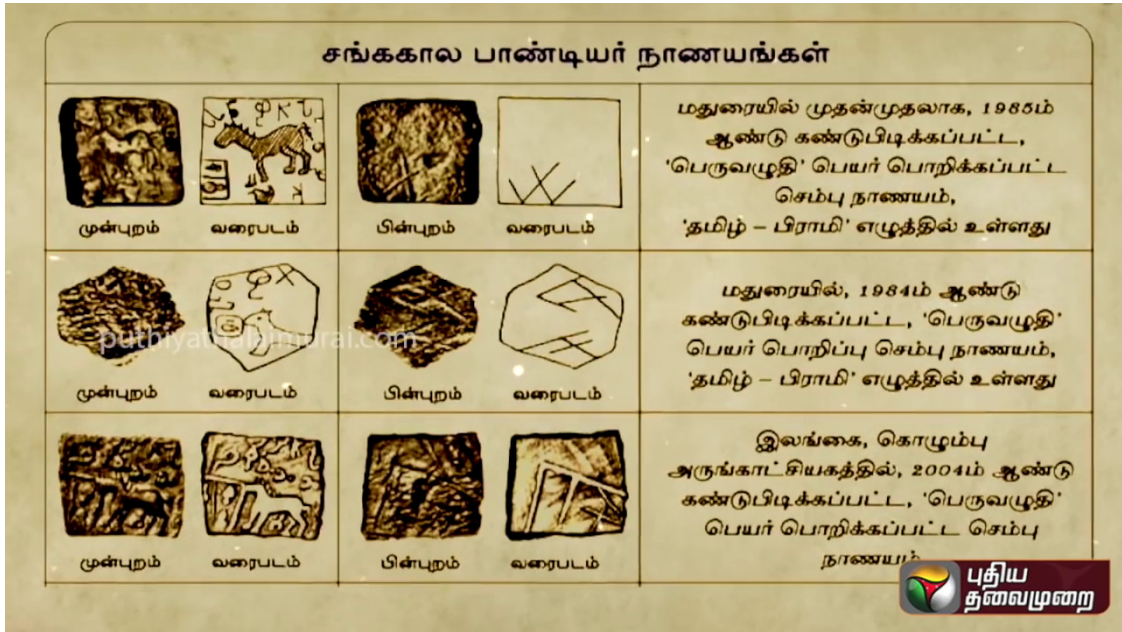 சங்ககால பாண்டியர் நாணயங்கள்
முன்புறம்
வரைபடம்
பின்புறம்
வரைபடம்
மதுரையில் முதன்முதலாக, 1985ம்
ஆண்டு கண்டுபிடிக்கப்பட்ட,
'பெருவழுதி' பெயர் பொறிக்கப்பட்ட
செம்பு நாணயம்,
'தமிழ் – பிராமி' எழுத்தில் உள்ளது
முன்புறம்
வரைபடம்
பின்புறம்
வரைபடம்
மதுரையில், 1984ம் ஆண்டு
கண்டுபிடிக்கப்பட்ட, 'பெருவழுதி'
பெயர் பொறிப்பு செம்பு நாணயம்,
'தமிழ் – பிராமி' எழுத்தில் உள்ளது
puthiyathalaimurai.com
முன்புறம்
வரைபடம்
பின்புறம்
வரைபடம்
இலங்கை, கொழும்பு
அருங்காட்சியகத்தில், 2004ம் ஆண்டு
கண்டுபிடிக்கப்பட்ட, 'பெருவழுதி'
பெயர் பொறிக்கப்பட்ட செம்பு
நாணயம்
புதிய
தலைமுறை